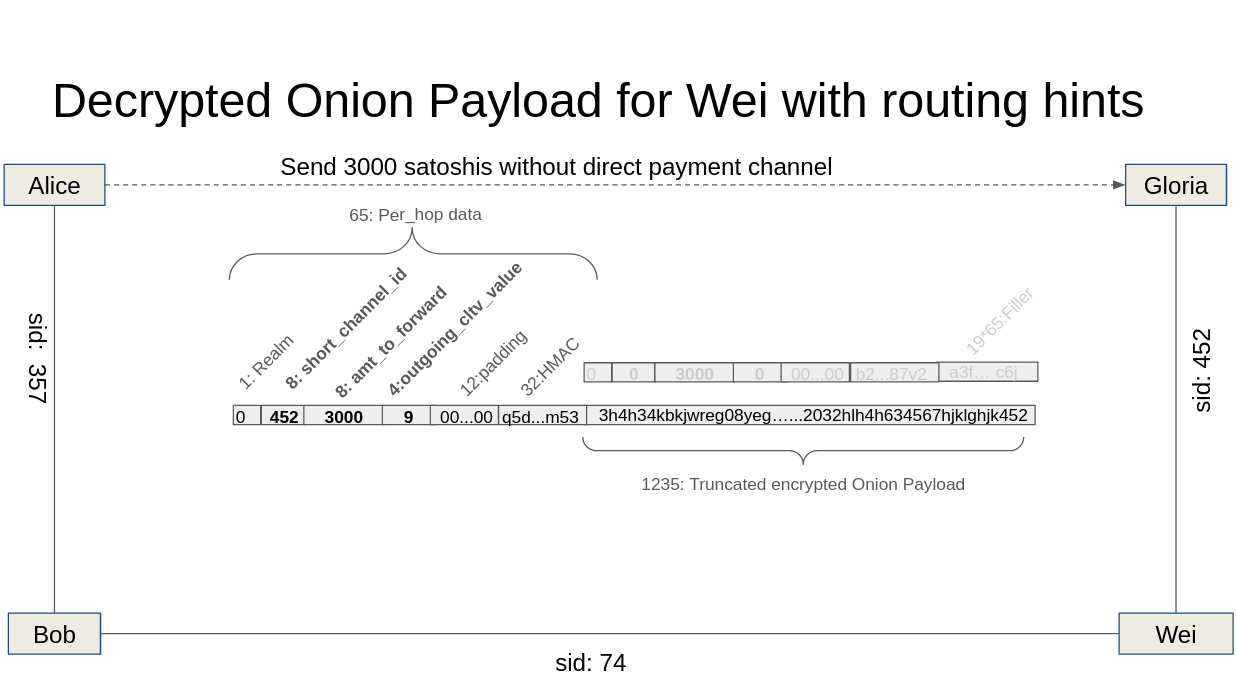 Decrypted Onion Payload for Wei with routing hints
Send 3000 satoshis without direct payment channel
Alice
Gloria
65: Per_hop data
1: Realm
8: short_channel_id
8: amt_to_forward
4:outgoing_cltv_value
12:padding
32:HMAC
19*65:Filler
sid:  357
sid: 452
0 0 3000 0 00...00 b2...87v2 a3f... c6j
0 452 3000 9 00...00 q5d...m53 3h4h34kbkjwreg08yeg…...2032hlh4h634567hjklghjk452
1235: Truncated encrypted Onion Payload
Bob
Wei
sid: 74